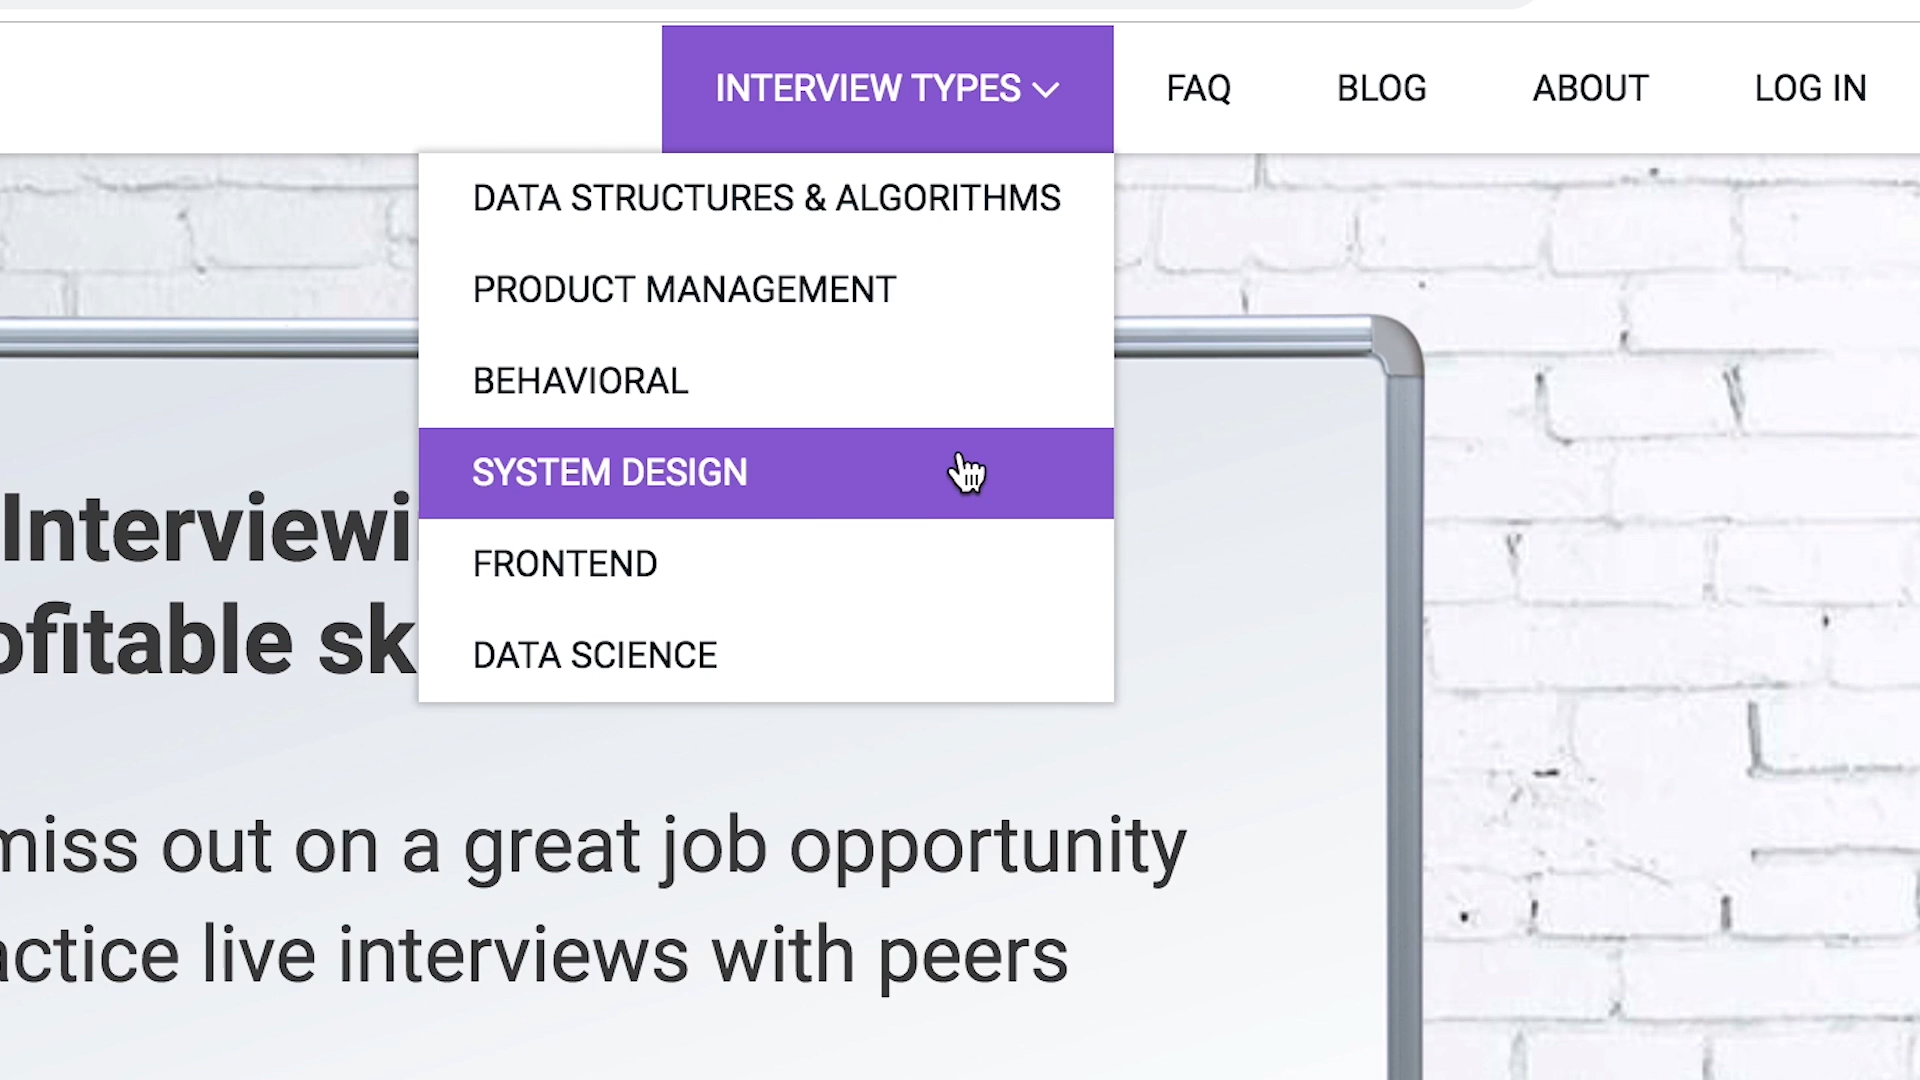 INTERVIEW TYPES FAQ BLOG ABOUT LOG IN
DATA STRUCTURES & ALGORITHMS
PRODUCT MANAGEMENT
BEHAVIORAL
SYSTEM DESIGN
FRONTEND
DATA SCIENCE
Interviewi
ofitable sk
miss out on a great job opportunity
actice live interviews with peers